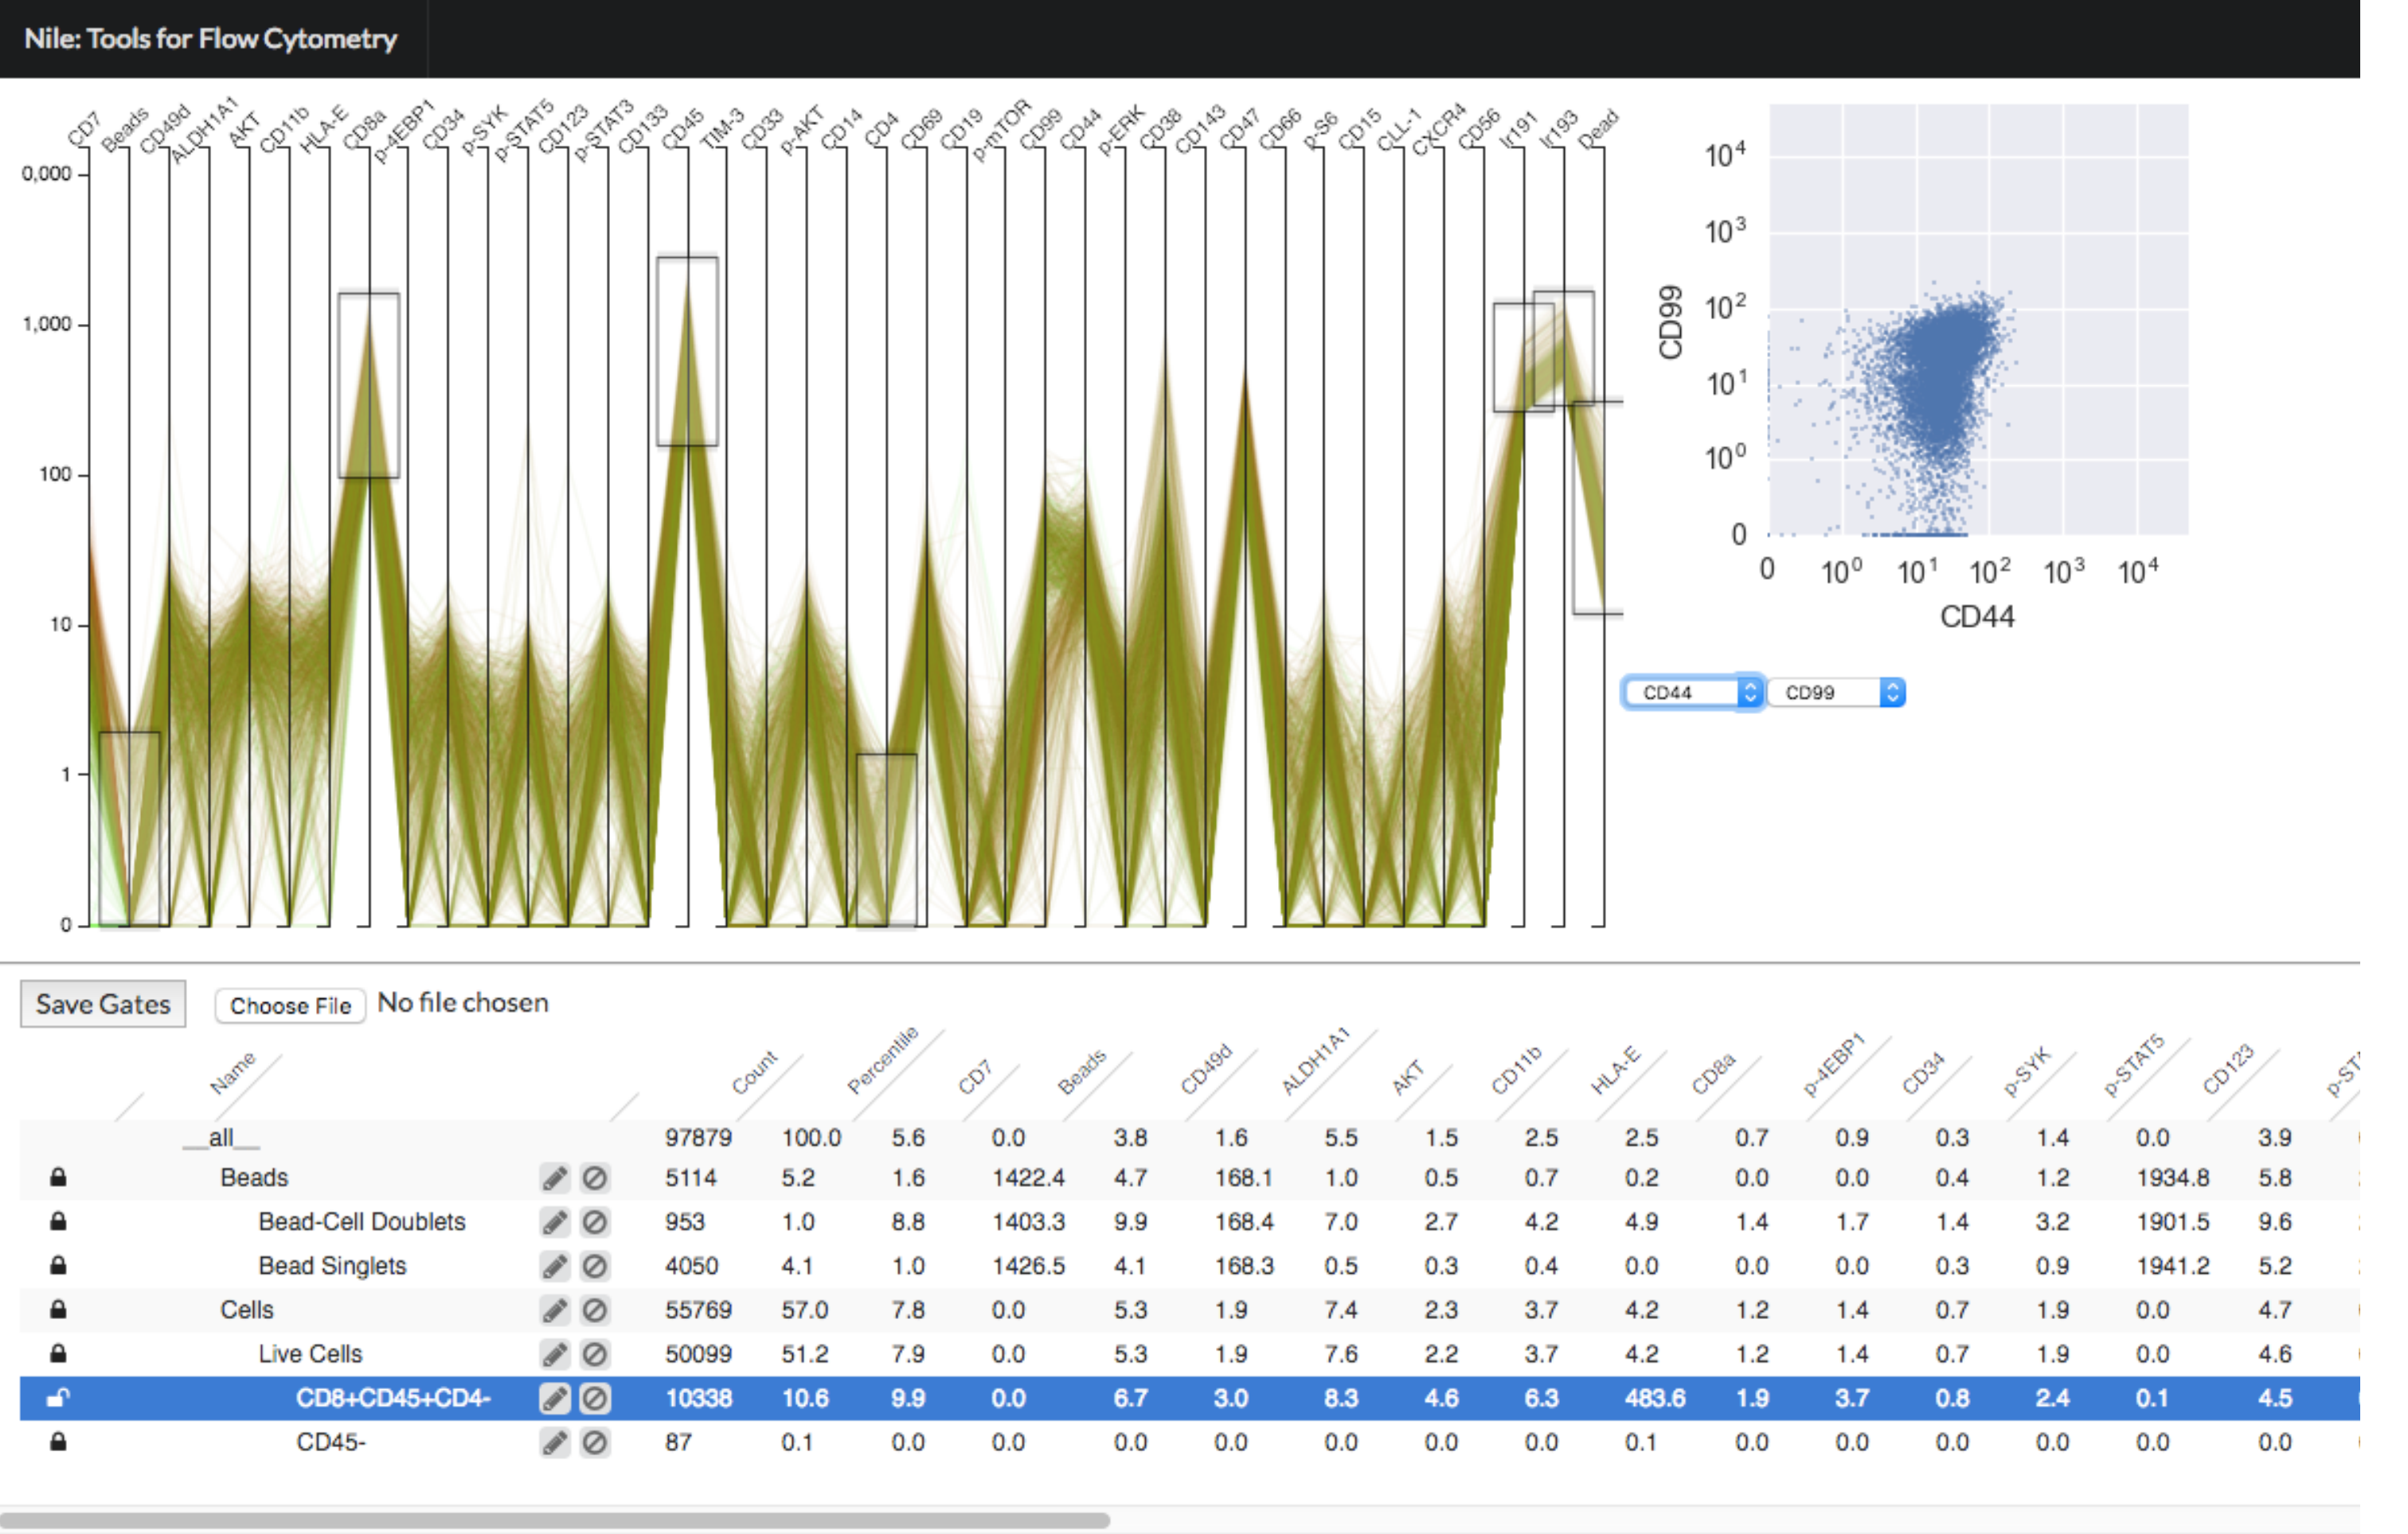 Nile: Tools for Flow Cytometry
CD7 Beads CD49d ALDH1A1 AKT CD11b HLA-E CD8a p-4EBP1 CD34 p-SYK p-STAT5 CD123 p-STAT3 CD133 CD45 TIM-3 CD33 p-AKT CD14 CD4 CD69 CD19 p-mTOR CD99 CD44 p-ERK CD38 CD143 CD47 CD66 p-S6 CD15 CLL-1 CXCR4 CD56 Ir191 Ir193 Dead
0,000
1,000
100
10
1
0
CD99
10⁴
10³
10²
10¹
10⁰
0
0 10⁰ 10¹ 10² 10³ 10⁴
CD44
CD44 CD99
Save Gates Choose File No file chosen
Name Count Percentile CD7 Beads CD49d ALDH1A1 AKT CD11b HLA-E CD8a p-4EBP1 CD34 p-SYK p-STAT5 CD123
__all__ 97879 100.0 5.6 0.0 3.8 1.6 5.5 1.5 2.5 2.5 0.7 0.9 0.3 1.4 0.0 3.9
Beads 5114 5.2 1.6 1422.4 4.7 168.1 1.0 0.5 0.7 0.2 0.0 0.0 0.4 1.2 1934.8 5.8
Bead-Cell Doublets 953 1.0 8.8 1403.3 9.9 168.4 7.0 2.7 4.2 4.9 1.4 1.7 1.4 3.2 1901.5 9.6
Bead Singlets 4050 4.1 1.0 1426.5 4.1 168.3 0.5 0.3 0.4 0.0 0.0 0.0 0.3 0.9 1941.2 5.2
Cells 55769 57.0 7.8 0.0 5.3 1.9 7.4 2.3 3.7 4.2 1.2 1.4 0.7 1.9 0.0 4.7
Live Cells 50099 51.2 7.9 0.0 5.3 1.9 7.6 2.2 3.7 4.2 1.2 1.4 0.7 1.9 0.0 4.6
CD8+CD45+CD4- 10338 10.6 9.9 0.0 6.7 3.0 8.3 4.6 6.3 483.6 1.9 3.7 0.8 2.4 0.1 4.5
CD45- 87 0.1 0.0 0.0 0.0 0.0 0.0 0.0 0.0 0.1 0.0 0.0 0.0 0.0 0.0 0.0